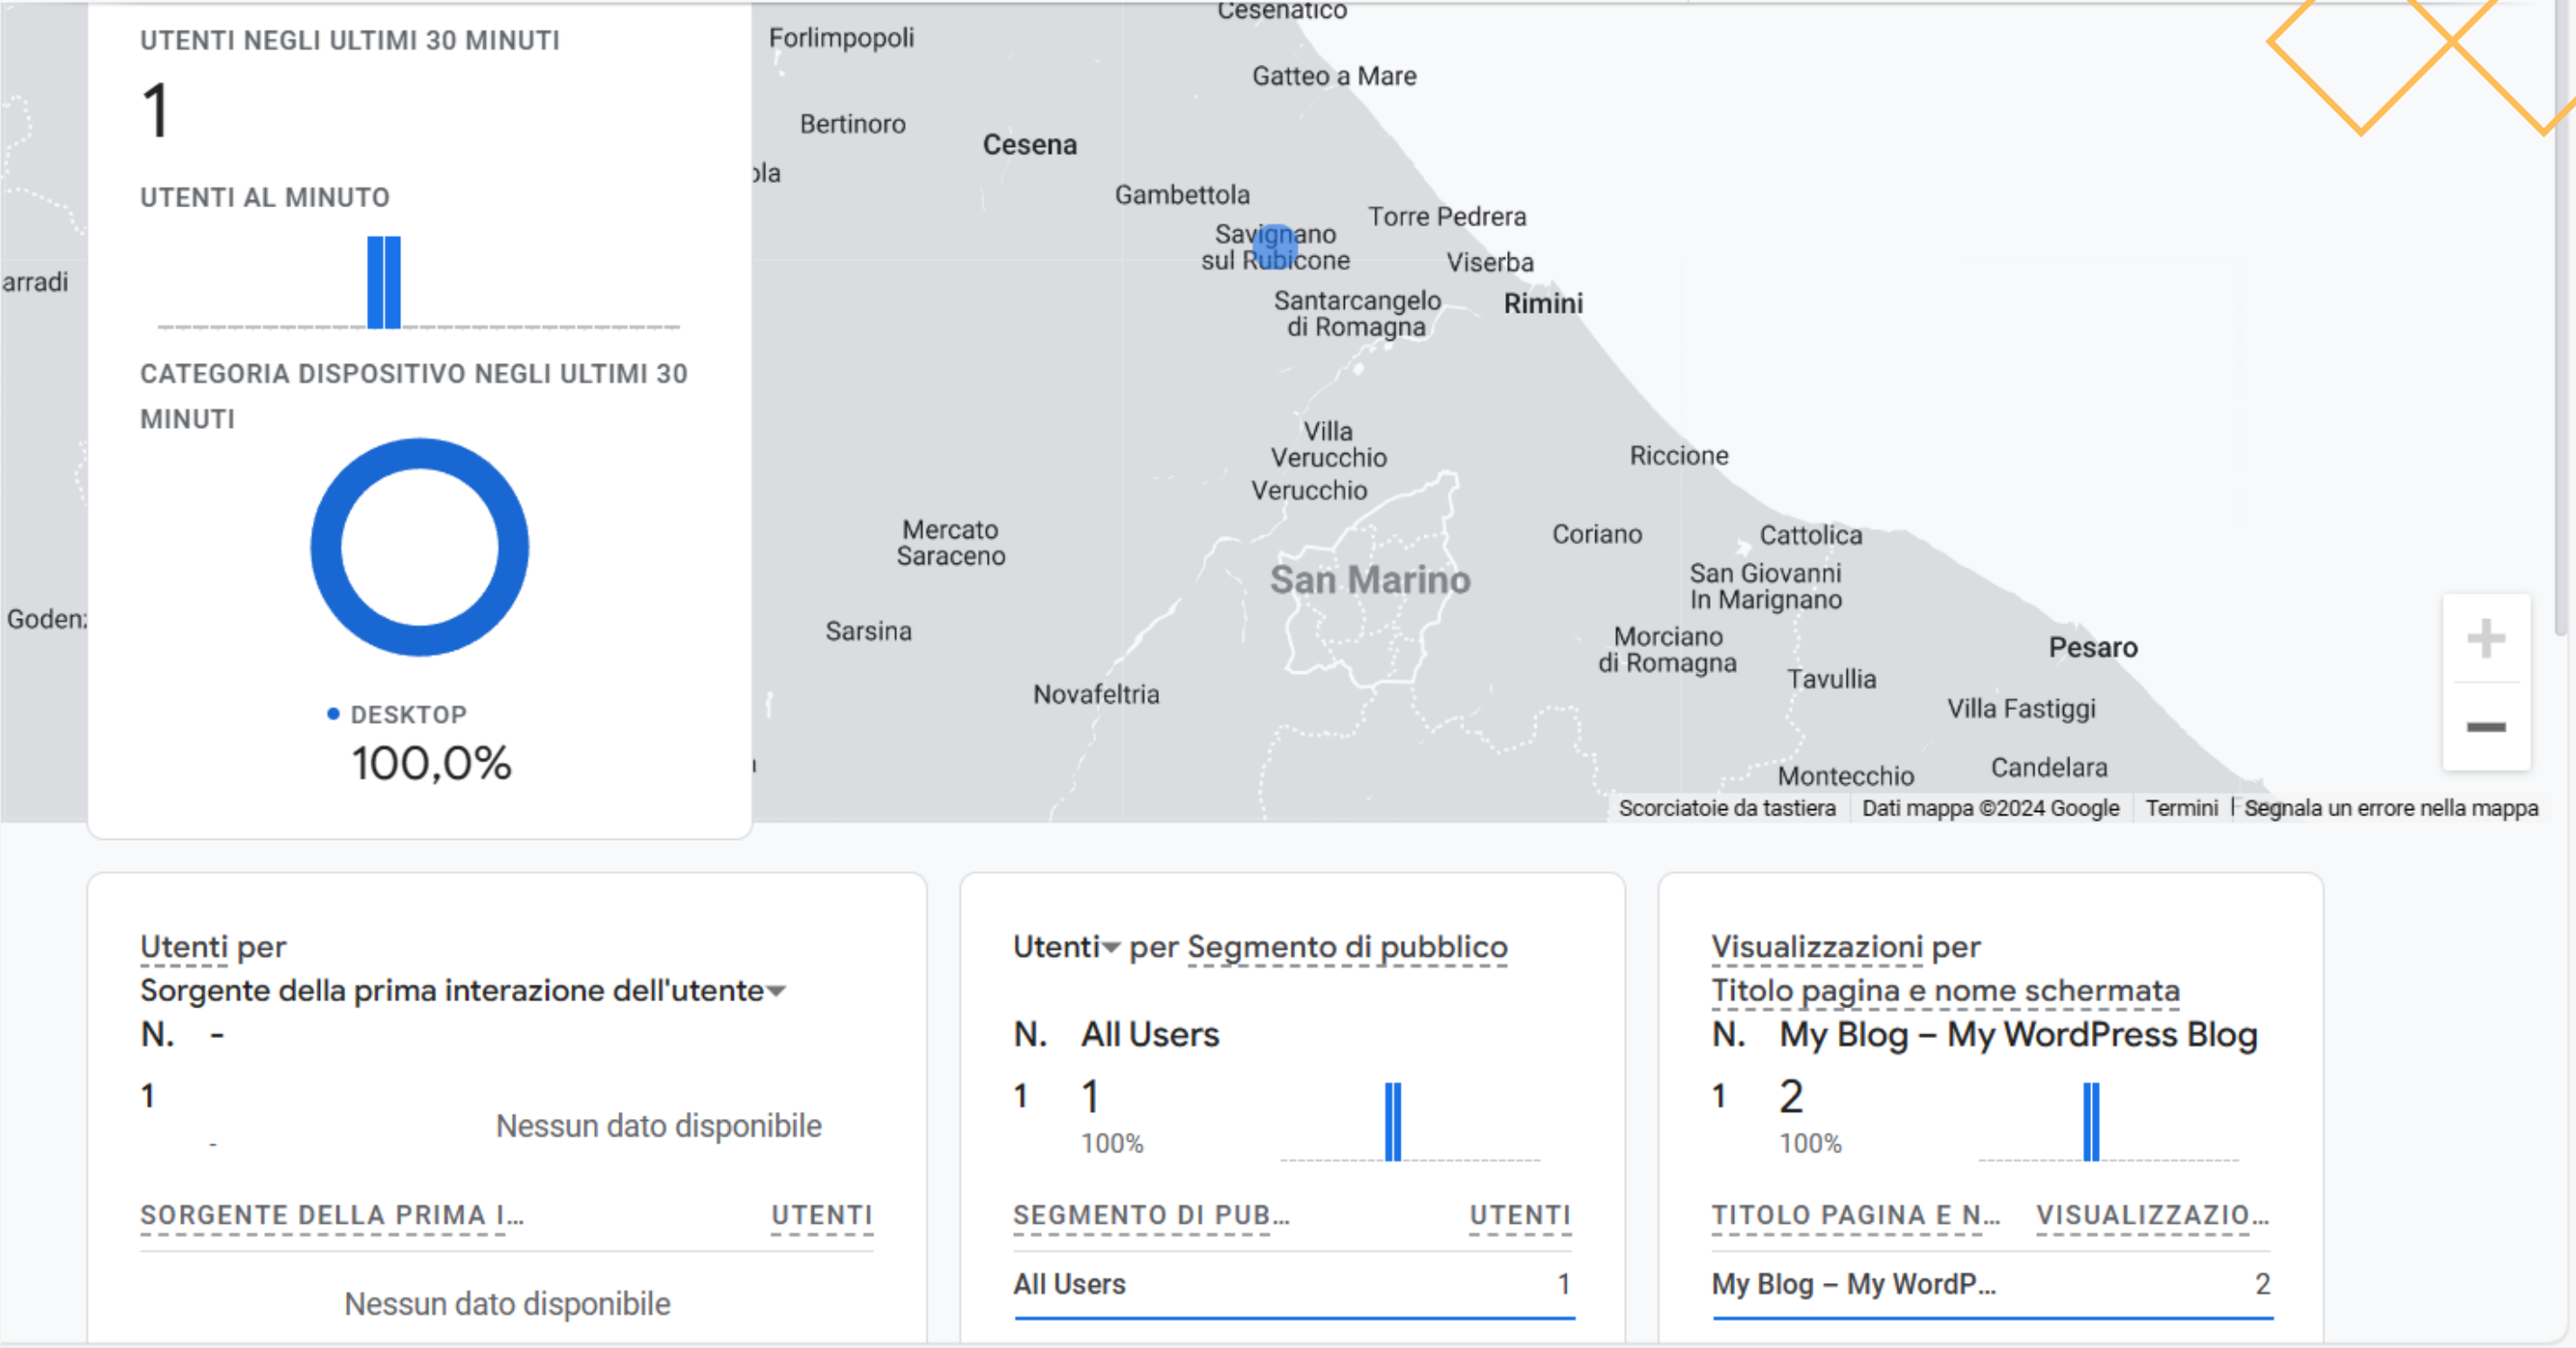 UTENTI NEGLI ULTIMI 30 MINUTI
1
UTENTI AL MINUTO
CATEGORIA DISPOSITIVO NEGLI ULTIMI 30
MINUTI
DESKTOP
100,0%
arradi
Goden
ola
Cesenatico
Forlimpopoli
Gatteo a Mare
Bertinoro
Cesena
Gambettola
Torre Pedrera
Savignano
sul Rubicone
Viserba
Santarcangelo
di Romagna
Rimini
Villa
Verucchio
Verucchio
Riccione
Mercato
Saraceno
Coriano
Cattolica
San Marino
San Giovanni
In Marignano
Sarsina
Morciano
di Romagna
Pesaro
Tavullia
Novafeltria
Villa Fastiggi
Montecchio
Candelara
Scorciatoie da tastiera
Dati mappa ©2024 Google
Termini
Segnala un errore nella mappa
Utenti per
Sorgente della prima interazione dell'utente
N. -
1
-
Nessun dato disponibile
SORGENTE DELLA PRIMA I… UTENTI
Nessun dato disponibile
Utenti per Segmento di pubblico
N. All Users
1 1
100%
SEGMENTO DI PUB… UTENTI
All Users 1
Visualizzazioni per
Titolo pagina e nome schermata
N. My Blog – My WordPress Blog
1 2
100%
TITOLO PAGINA E N… VISUALIZZAZIO…
My Blog – My WordP… 2